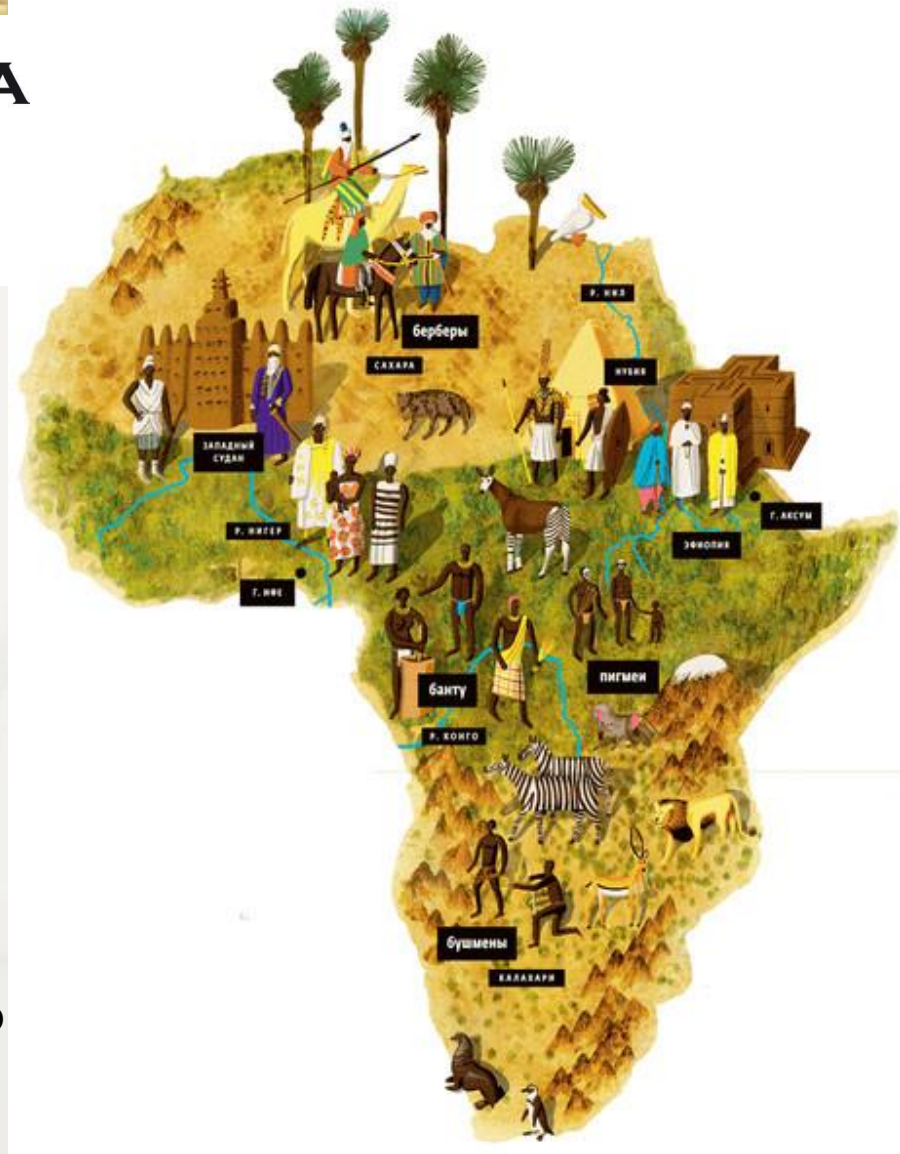 А
Р. НИЛ
берберы
САХАРА
НУБИЯ
ЗАПАДНЫЙ
СУДАН
Г. АКСУМ
Р. НИГЕР
ЭФИОПИЯ
Г. ИФЕ
пигмеи
банту
Р. КОНГО
бушмены
КАЛАХАРИ